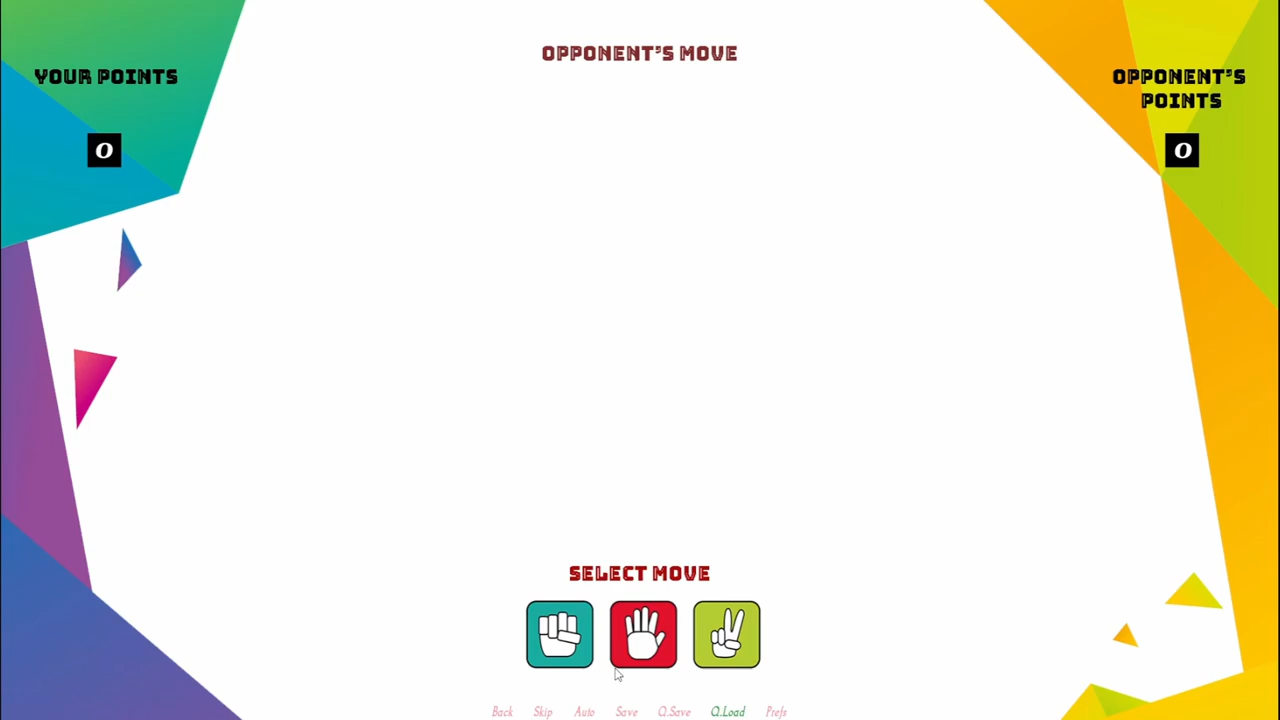 OPPONENT'S MOVE
YOUR POINTS
OPPONENT'S
POINTS
0
0
SELECT MOVE
Back Skip Auto Save Q.Save Q.Load Prefs